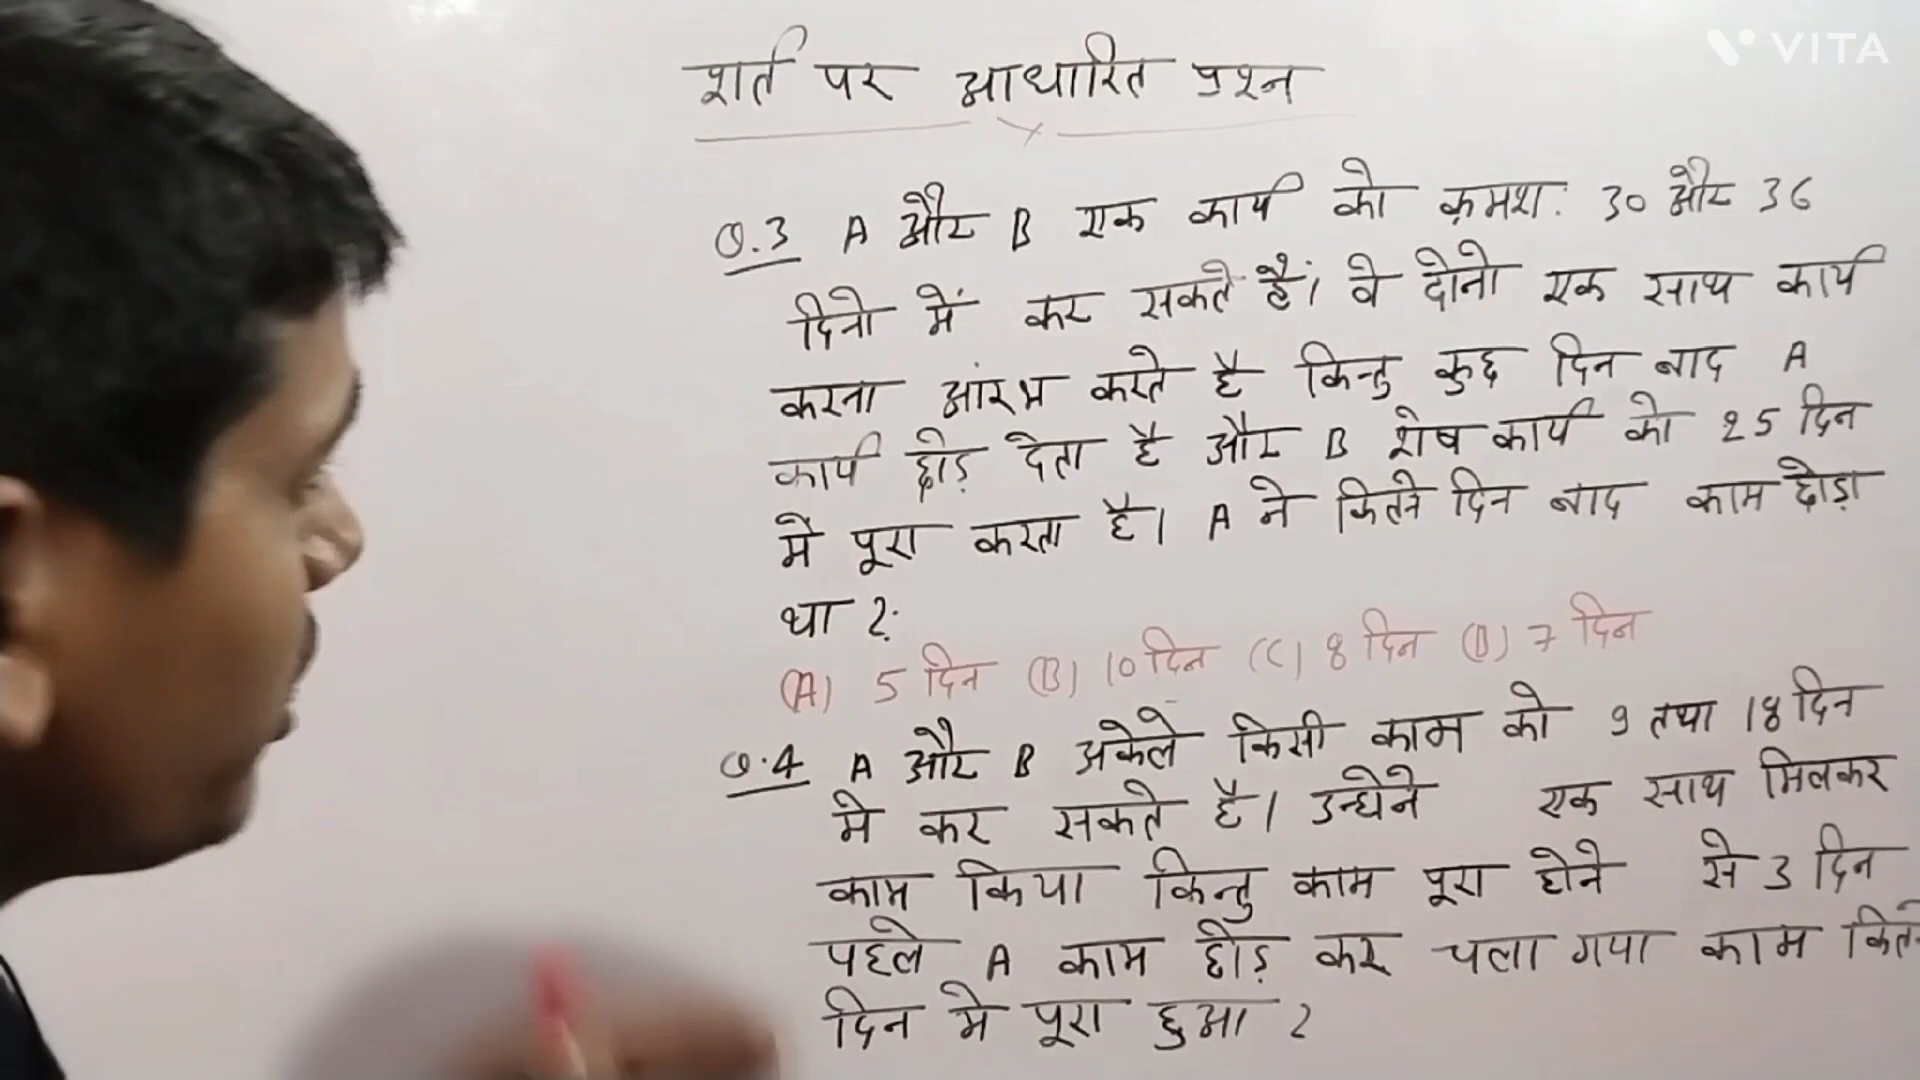 VITA
शर्त पर आधारित प्रश्न
Q.3 A और B एक कार्य को क्रमश: 30 और 36
दिनो में कर सकते हैं। वे दोनो एक साथ कार्य
करना आंरभ करते है किन्तु कुछ दिन बाद A
कार्य छोड़ देता है और B शेष कार्य को 25 दिन
में पूरा करता है। A ने कितने दिन बाद काम छोड़ा
था ?
(A) 5 दिन (B) 10 दिन (C) 8 दिन (D) 7 दिन
Q.4 A और B अकेले किसी काम को 9 तथा 18 दिन
मे कर सकते है। उन्होने एक साथ मिलकर
काम किया किन्तु काम पूरा होने से 3 दिन
पहले A काम छोड़ कर चला गया काम
दिन मे पूरा हुआ ?